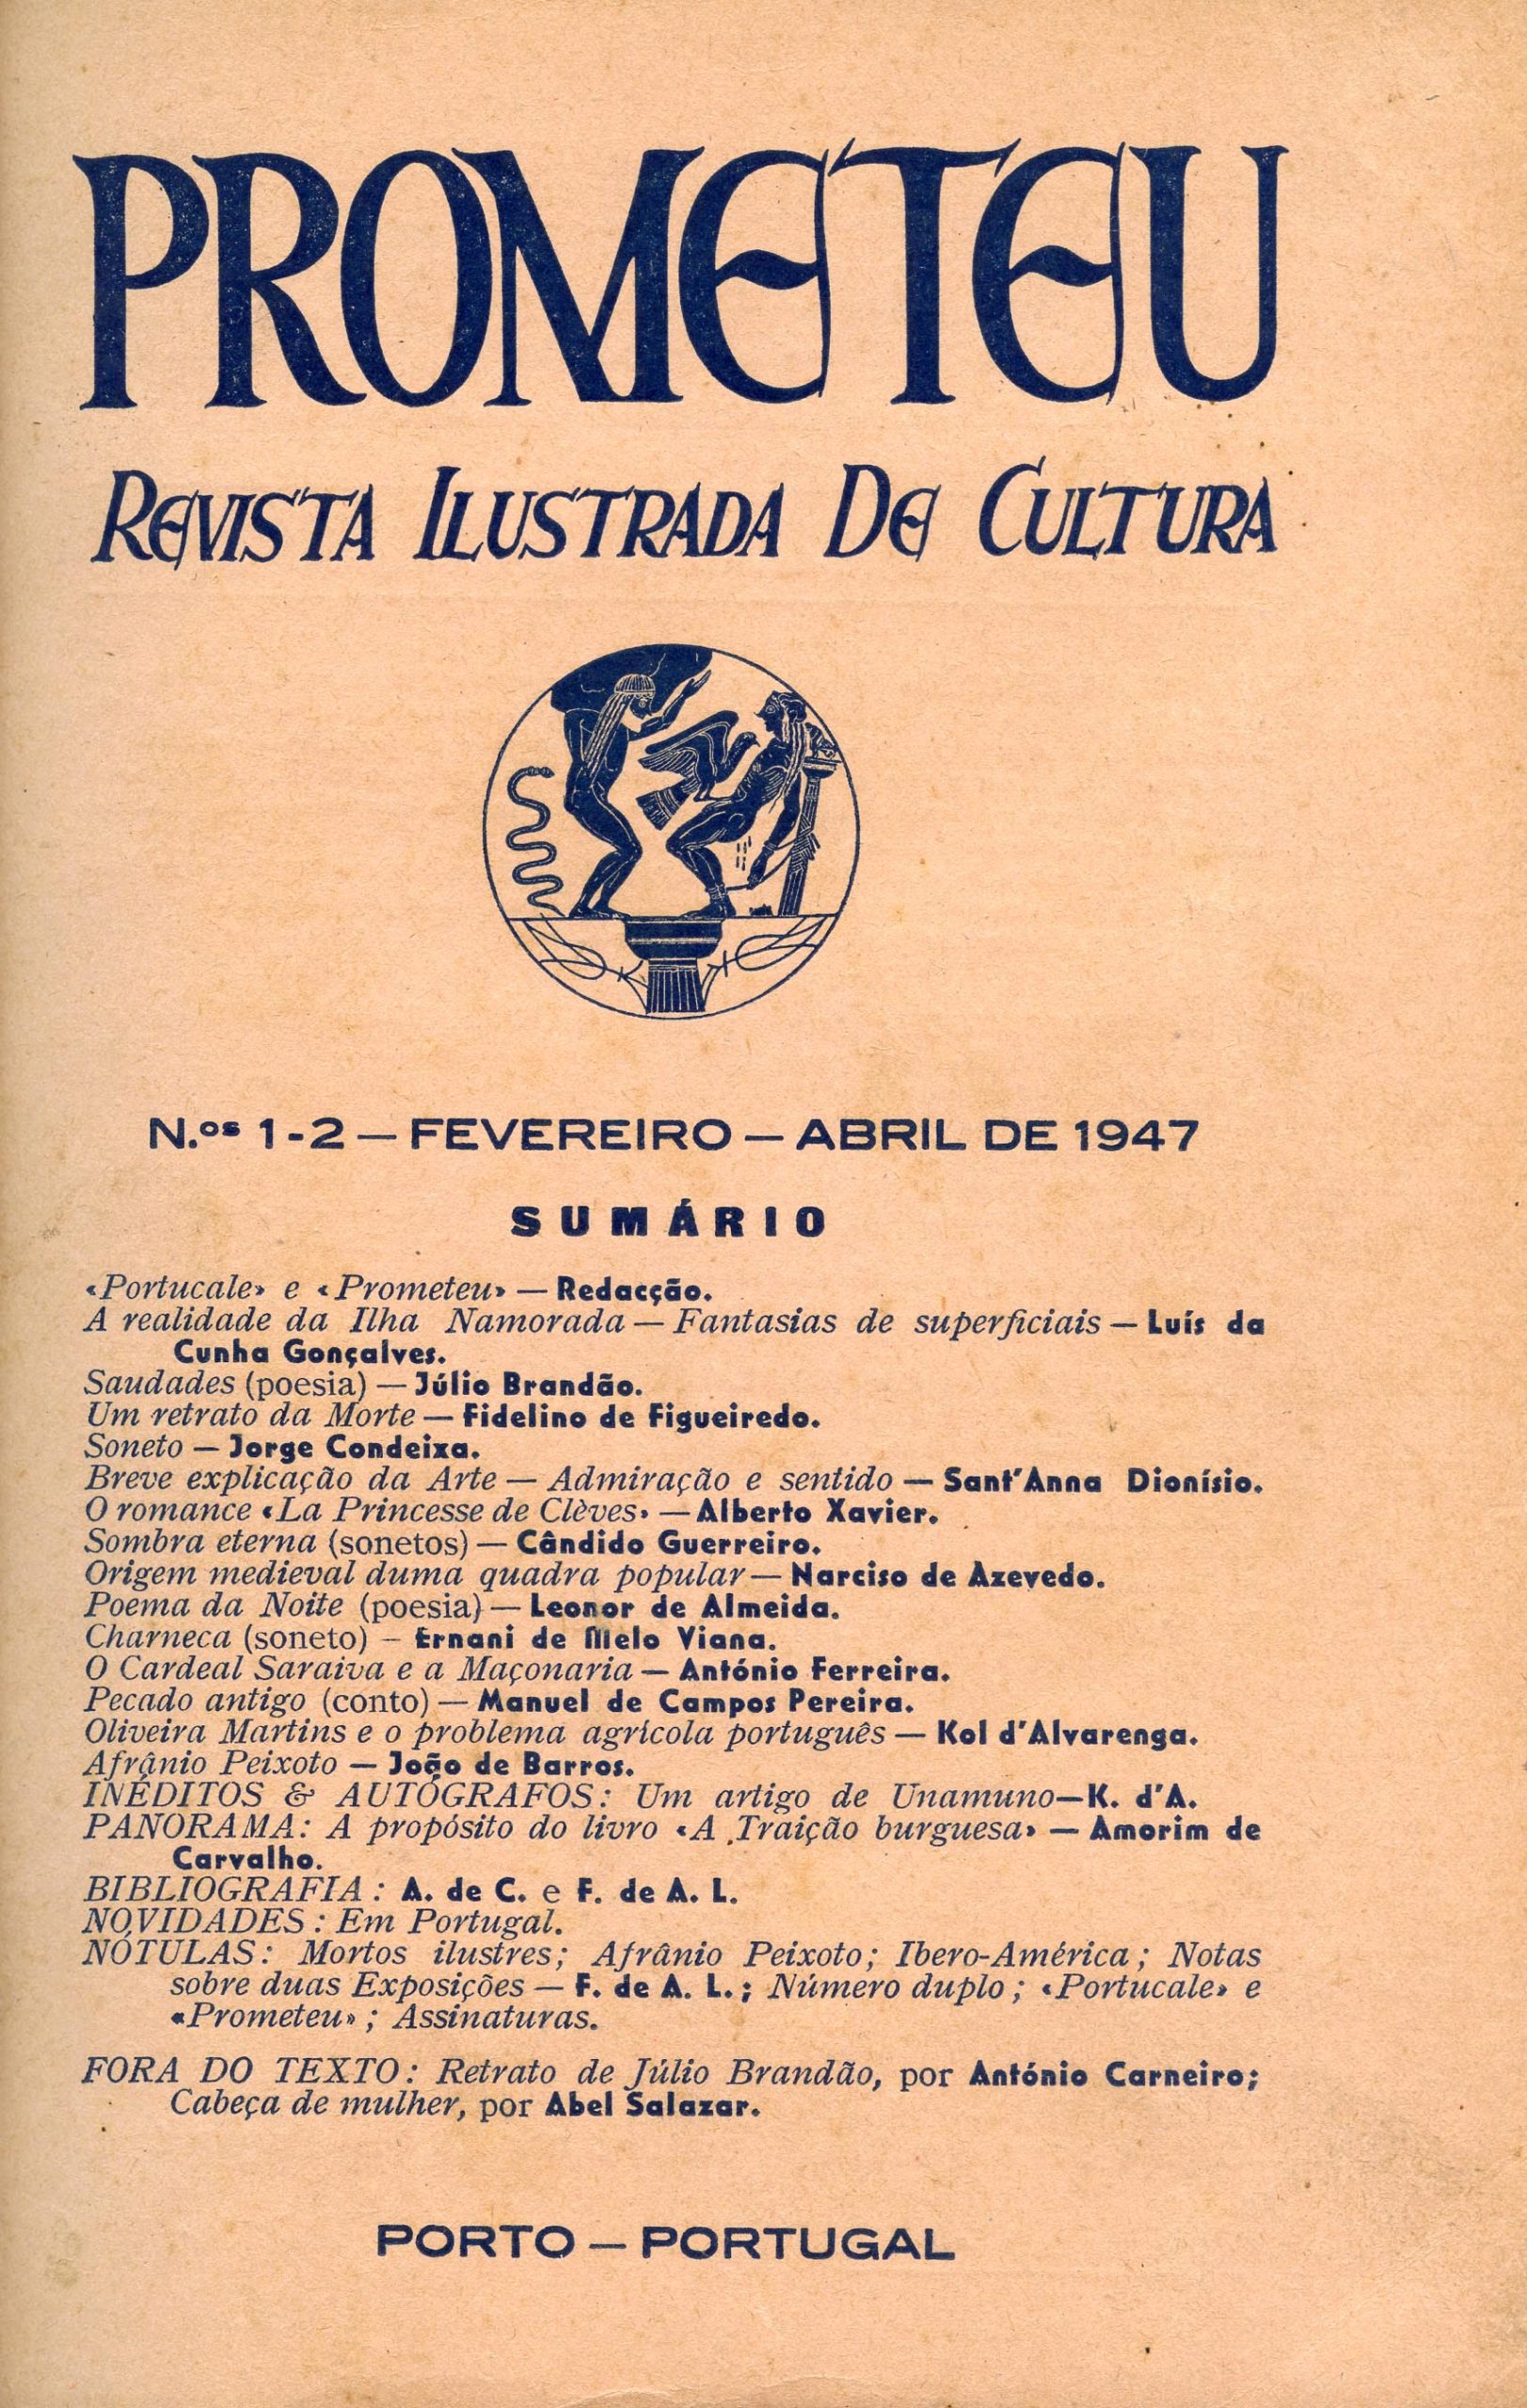 PROMETEU
REVISTA ILUSTRADA DE CULTURA
N.os 1-2 — FEVEREIRO — ABRIL DE 1947
SUMÁRIO
«Portucale» e «Prometeu» — Redacção.
A realidade da Ilha Namorada — Fantasias de superficiais — Luís da
Cunha Gonçalves.
Saudades (poesia) — Júlio Brandão.
Um retrato da Morte — Fidelino de Figueiredo.
Soneto — Jorge Condeixa.
Breve explicação da Arte — Admiração e sentido — Sant'Anna Dionísio.
O romance «La Princesse de Clèves» — Alberto Xavier.
Sombra eterna (sonetos) — Cândido Guerreiro.
Origem medieval duma quadra popular — Narciso de Azevedo.
Poema da Noite (poesia) — Leonor de Almeida.
Charneca (soneto) – Ernani de Melo Viana.
O Cardeal Saraiva e a Maçonaria — António Ferreira.
Pecado antigo (conto) — Manuel de Campos Pereira.
Oliveira Martins e o problema agrícola português — Kol d'Alvarenga.
Afrânio Peixoto — João de Barros.
INÉDITOS & AUTÓGRAFOS: Um artigo de Unamuno—K. d'A.
PANORAMA: A propósito do livro «A Traição burguesa» — Amorim de
Carvalho.
BIBLIOGRAFIA: A. de C. e F. de A. L.
NOVIDADES: Em Portugal.
NÓTULAS: Mortos ilustres; Afrânio Peixoto; Ibero-América; Notas
sobre duas Exposições — F. de A. L.; Número duplo; «Portucale» e
«Prometeu»; Assinaturas.
FORA DO TEXTO: Retrato de Júlio Brandão, por António Carneiro;
Cabeça de mulher, por Abel Salazar.
PORTO — PORTUGAL